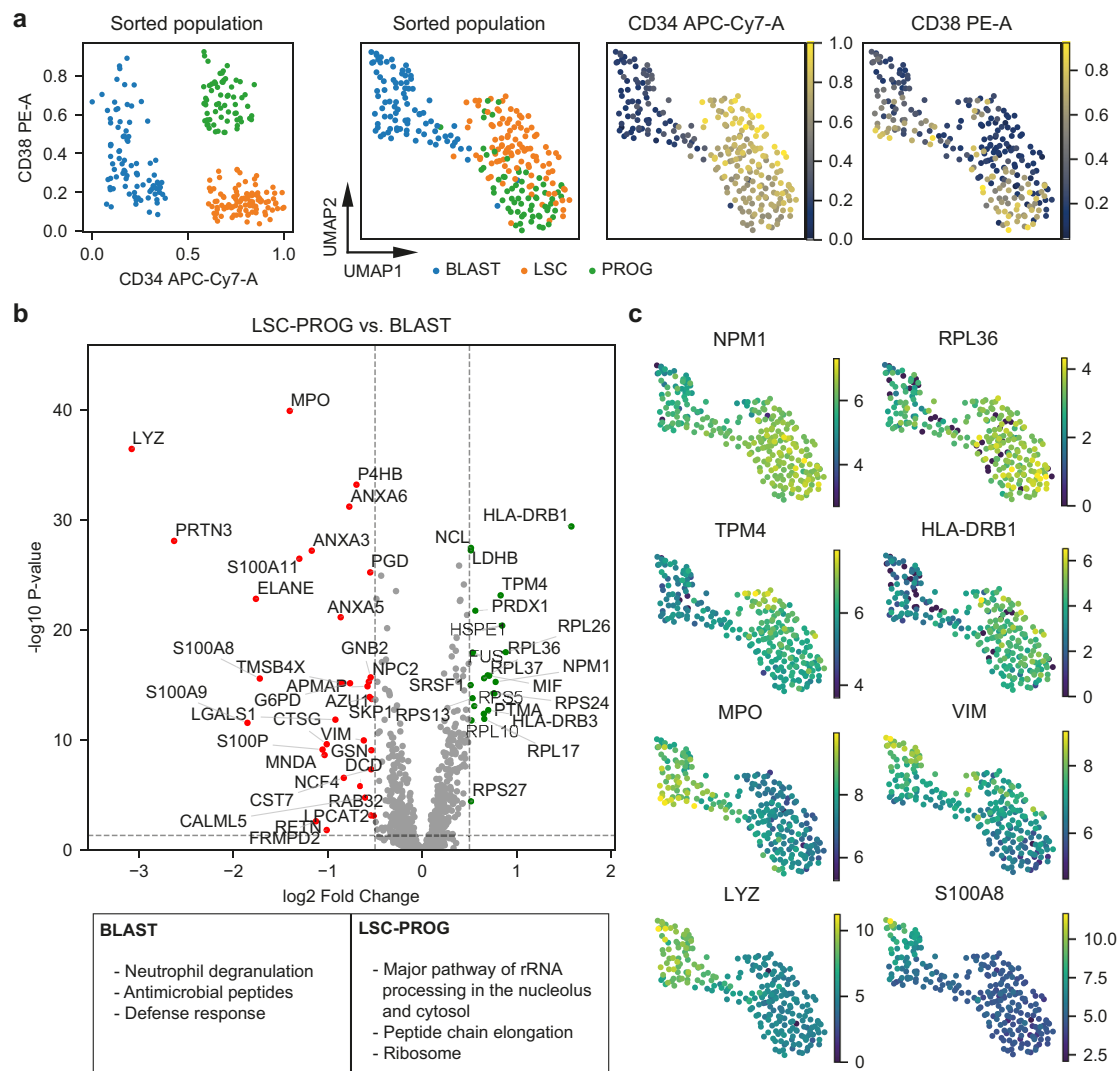 a
Sorted population
Sorted population
CD34 APC-Cy7-A
CD38 PE-A
CD38 PE-A
0.8
0.6
0.4
0.2
0.0
0.0
0.5
1.0
CD34 APC-Cy7-A
UMAP2
UMAP1
BLAST
LSC
PROG
1.0
0.8
0.6
0.4
0.2
0.0
0.8
0.6
0.4
0.2
b
LSC-PROG vs. BLAST
-log10 P-value
40
30
20
10
0
MPO
LYZ
P4HB
ANXA6
PRTN3
ANXA3
S100A11
PGD
ELANE
ANXA5
S100A8
GNB2
TMSB4X
NPC2
APMAP
S100A9
G6PD
AZU1
LGALS1
SKP1
CTSG
S100P
VIM
GSN
MNDA
DCD
NCF4
CST7
RAB32
CALML5
LPCAT2
RETN
FRMPD2
HLA-DRB1
NCL
LDHB
TPM4
PRDX1
HSPE1
RPL26
FUS
RPL36
RPL37
NPM1
SRSF1
MIF
RPS5
RPS24
RPS13
PTMA
HLA-DRB3
RPL10
RPL17
RPS27
−3
−2
−1
0
1
2
log2 Fold Change
BLAST
- Neutrophil degranulation
- Antimicrobial peptides
- Defense response
LSC-PROG
- Major pathway of rRNA
processing in the nucleolus
and cytosol
- Peptide chain elongation
- Ribosome
c
NPM1
6
4
RPL36
4
2
0
TPM4
6
4
HLA-DRB1
6
4
2
0
MPO
8
6
VIM
8
6
LYZ
10
5
0
S100A8
10.0
7.5
5.0
2.5